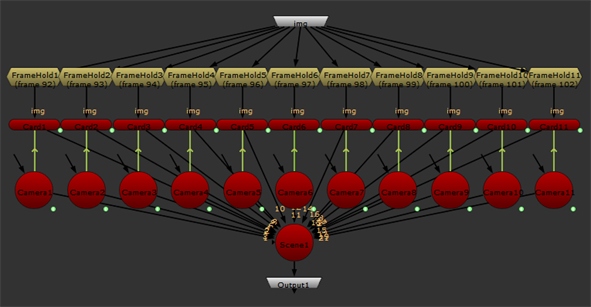 img
FrameHold1 FrameHold2 FrameHold3 FrameHold4 FrameHold5 FrameHold6 FrameHold7 FrameHold8 FrameHold9 FrameHold10 FrameHold11
(frame 92) (frame 93) (frame 94) (frame 95) (frame 96) (frame 97) (frame 98) (frame 99) (frame 100) (frame 101) (frame 102)
img img img img img img img img img img img
Card1 Card2 Card3 Card4 Card5 Card6 Card7 Card8 Card9 Card10 Card11
Camera1 Camera2 Camera3 Camera4 Camera5 Camera6 Camera7 Camera8 Camera9 Camera10 Camera11
10 14
11 16
Scene1
Output1